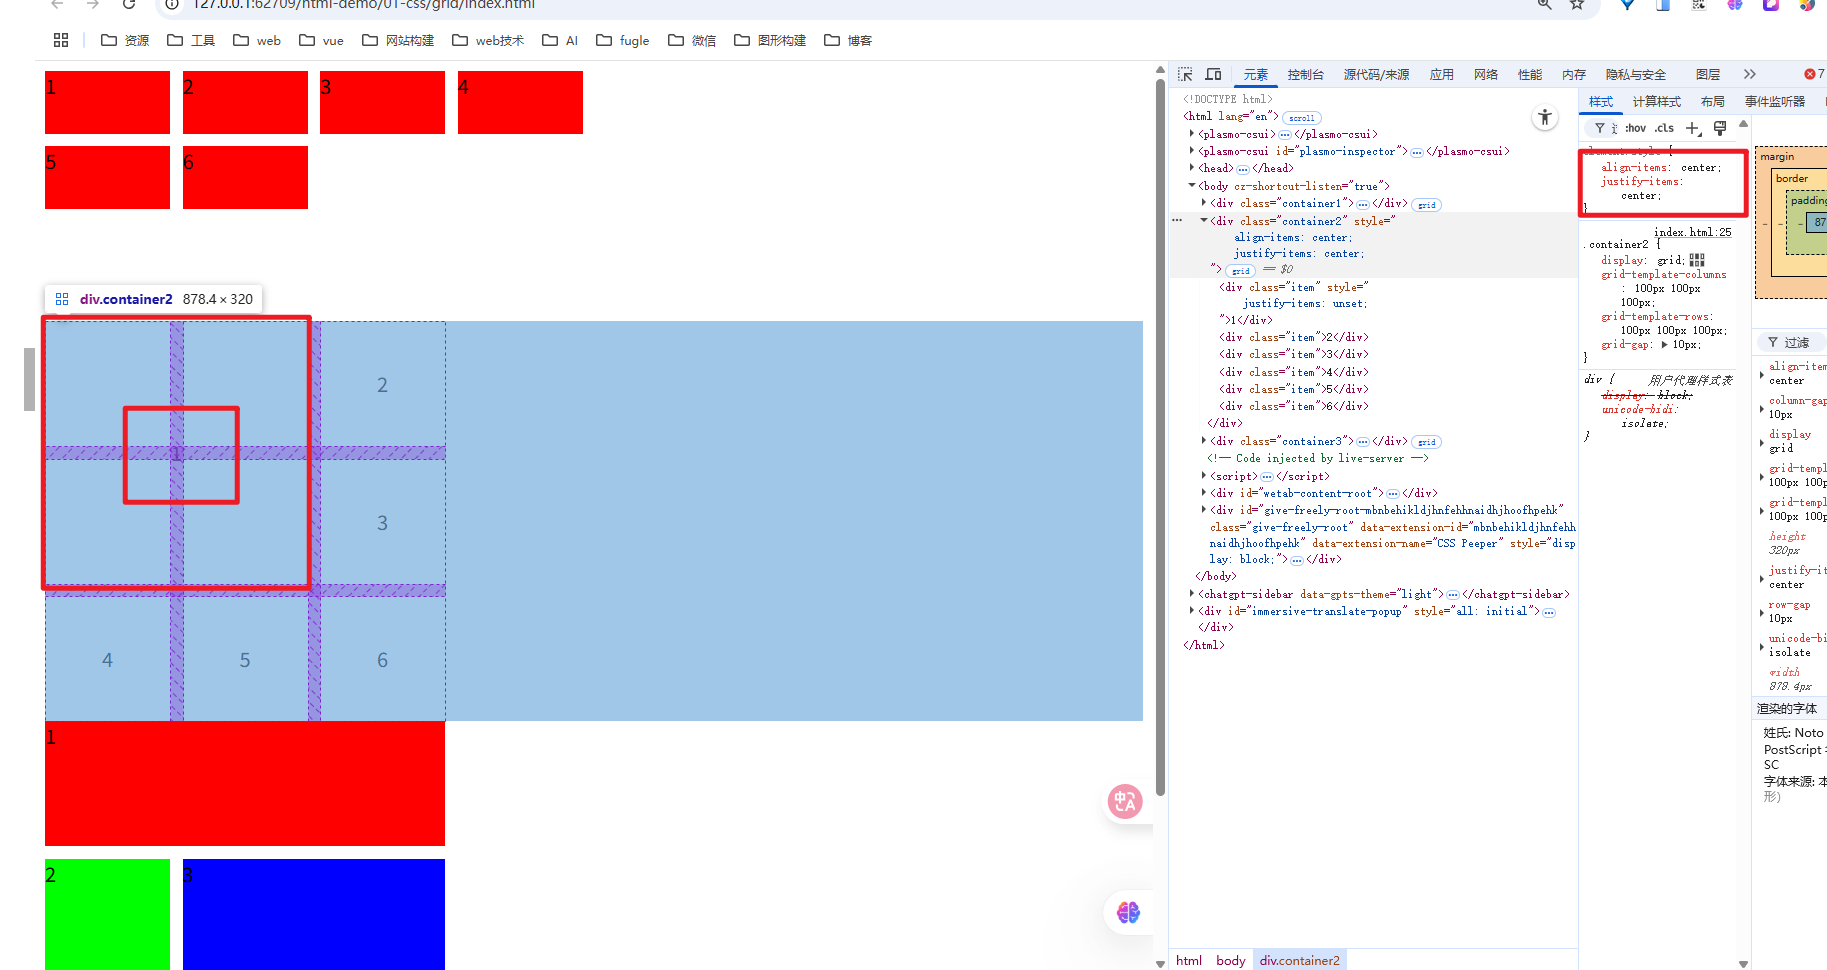 127.0.0.1:62709/html-demo/01-css/grid/index.html
资源 工具 web vue 网站构建 web技术 AI fugle 微信 图形构建 博客
1 2 3 4
5 6
div.container2 878.4 × 320
2
1
3
4 5 6
1
2 3
元素 控制台 源代码/来源 应用 网络 性能 内存 隐私与安全 图层 7
<!DOCTYPE html>
<html lang="en"> scroll
<plasmo-csui></plasmo-csui>
<plasmo-csui id="plasmo-inspector"></plasmo-csui>
<head></head>
<body cz-shortcut-listen="true">
<div class="container1"></div> grid
<div class="container2" style="
align-items: center;
justify-items: center;
"> grid == $0
<div class="item" style="
justify-items: unset;
">1</div>
<div class="item">2</div>
<div class="item">3</div>
<div class="item">4</div>
<div class="item">5</div>
<div class="item">6</div>
</div>
<div class="container3"></div> grid
<!-- Code injected by live-server -->
<script></script>
<div id="wetab-content-root"></div>
<div id="give-freely-root-mbnbehikldjhnfehhnaidhjhoofhpehk"
class="give-freely-root" data-extension-id="mbnbehikldjhnfehh
naidhjhoofhpehk" data-extension-name="CSS Peeper" style="disp
lay: block;"></div>
</body>
<chatgpt-sidebar data-gpts-theme="light"></chatgpt-sidebar>
<div id="immersive-translate-popup" style="all: initial">
</div>
</html>
html body div.container2
样式 计算样式 布局 事件监听器
:hov .cls
element.style {
align-items: center;
justify-items:
center;
}
index.html:25
.container2 {
display: grid;
grid-template-columns
: 100px 100px
100px;
grid-template-rows:
100px 100px 100px;
grid-gap: 10px;
}
div { 用户代理样式表
display: block;
unicode-bidi:
isolate;
}
margin
border
padding
- - - 87
过滤
align-item
center
column-gap
10px
display
grid
grid-templ
100px 100p
grid-templ
100px 100p
height
320px
justify-it
center
row-gap
10px
unicode-bi
isolate
width
878.4px
渲染的字体
姓氏: Noto
PostScript
SC
字体来源: 本
形)